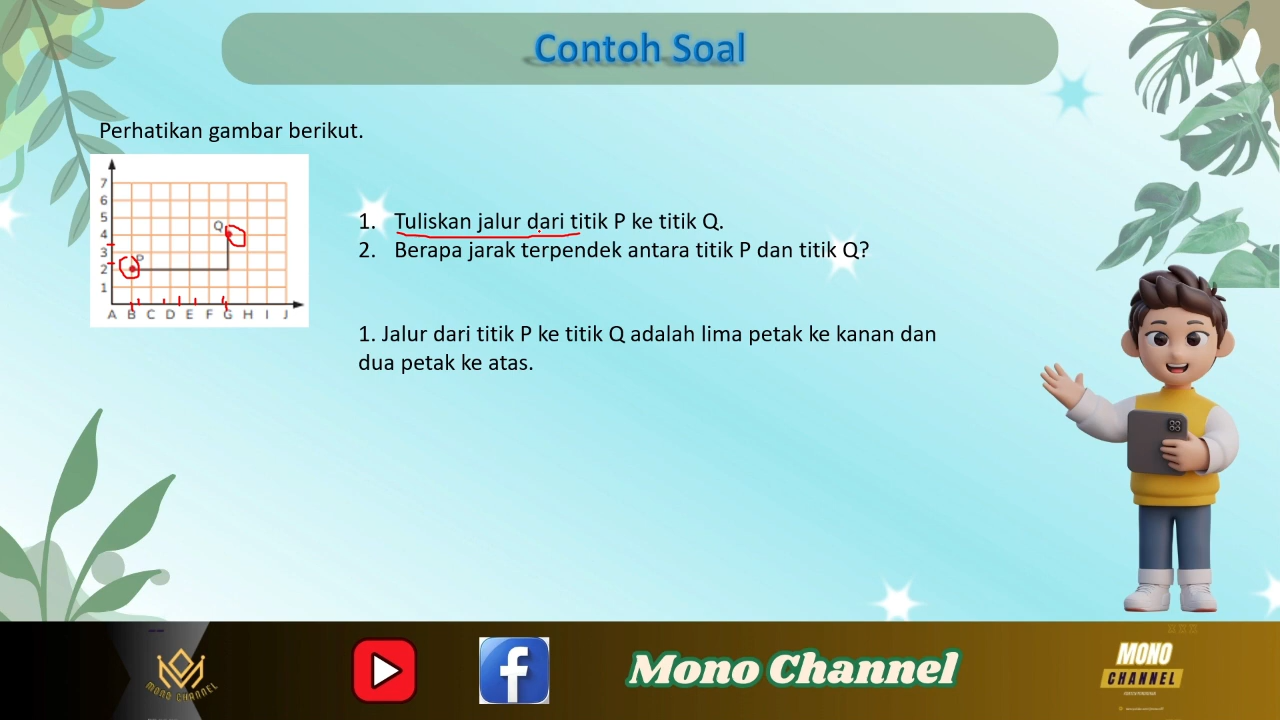 Contoh Soal
Perhatikan gambar berikut.
7
6
5
Q
4
3
P
2
1
A B C D E F G H I J
1. Tuliskan jalur dari titik P ke titik Q.
2. Berapa jarak terpendek antara titik P dan titik Q?
1. Jalur dari titik P ke titik Q adalah lima petak ke kanan dan
dua petak ke atas.
MONO CHANNEL
Mono Channel
MONO
CHANNEL